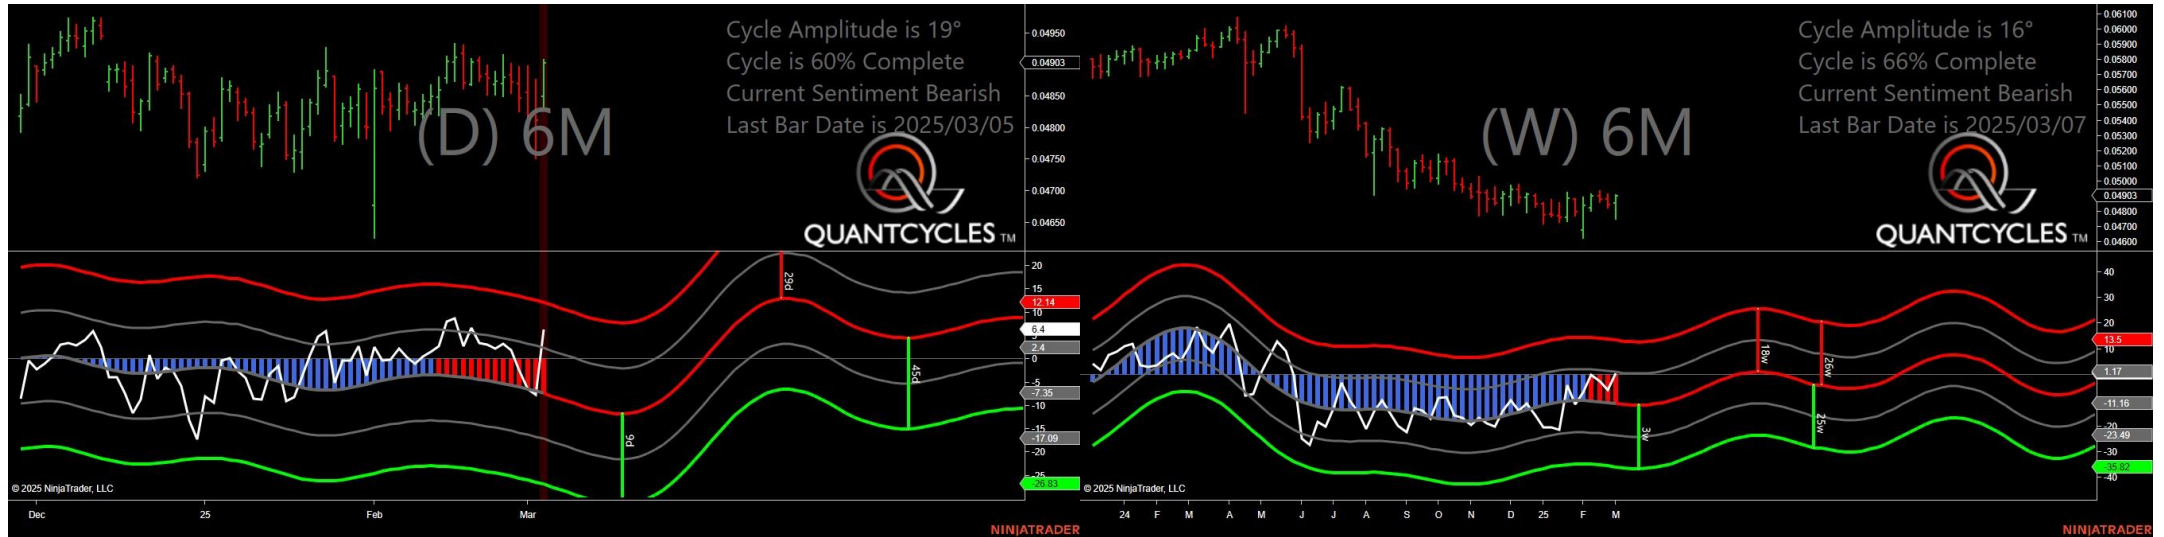 Cycle Amplitude is 19°
Cycle is 60% Complete
Current Sentiment Bearish
Last Bar Date is 2025/03/05
(D) 6M
QUANTCYCLES TM
0.04950
0.04903
0.04850
0.04800
0.04750
0.04700
0.04650
20
15
12.14
10
6.4
2.4
0
-5
-7.35
-10
-15
-17.09
-20
-25
-26.83
9d
29d
45d
© 2025 NinjaTrader, LLC
Dec 25 Feb Mar
NINJATRADER
Cycle Amplitude is 16°
Cycle is 66% Complete
Current Sentiment Bearish
Last Bar Date is 2025/03/07
(W) 6M
QUANTCYCLES TM
0.06100
0.06000
0.05900
0.05800
0.05700
0.05600
0.05500
0.05400
0.05300
0.05200
0.05100
0.05000
0.04903
0.04800
0.04700
0.04600
40
30
20
13.5
10
1.17
-11.16
-20
-23.49
-30
-35.82
-40
3w
18w
25w
26w
© 2025 NinjaTrader, LLC
24 F M A M J J A S O N D 25 F M
NINJATRADER